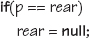 if(p == rear)
rear = null;